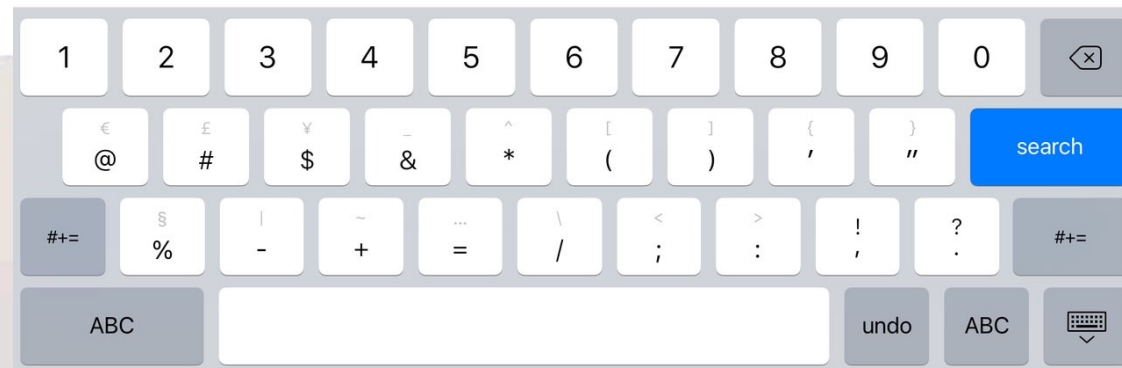 1 2 3 4 5 6 7 8 9 0
€ £ ¥ _ ^ [ ] { }
@ # $ & * ( ) ' " search
§ | ~ … \ < > ! ?
#+= % - + = / ; : , . #+=
ABC undo ABC